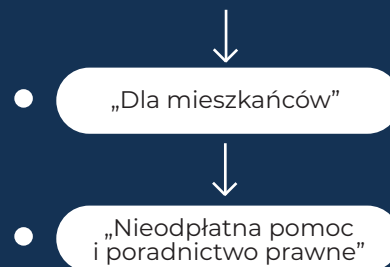 „Dla mieszkańców”
„Nieodpłatna pomoc
i poradnictwo prawne”